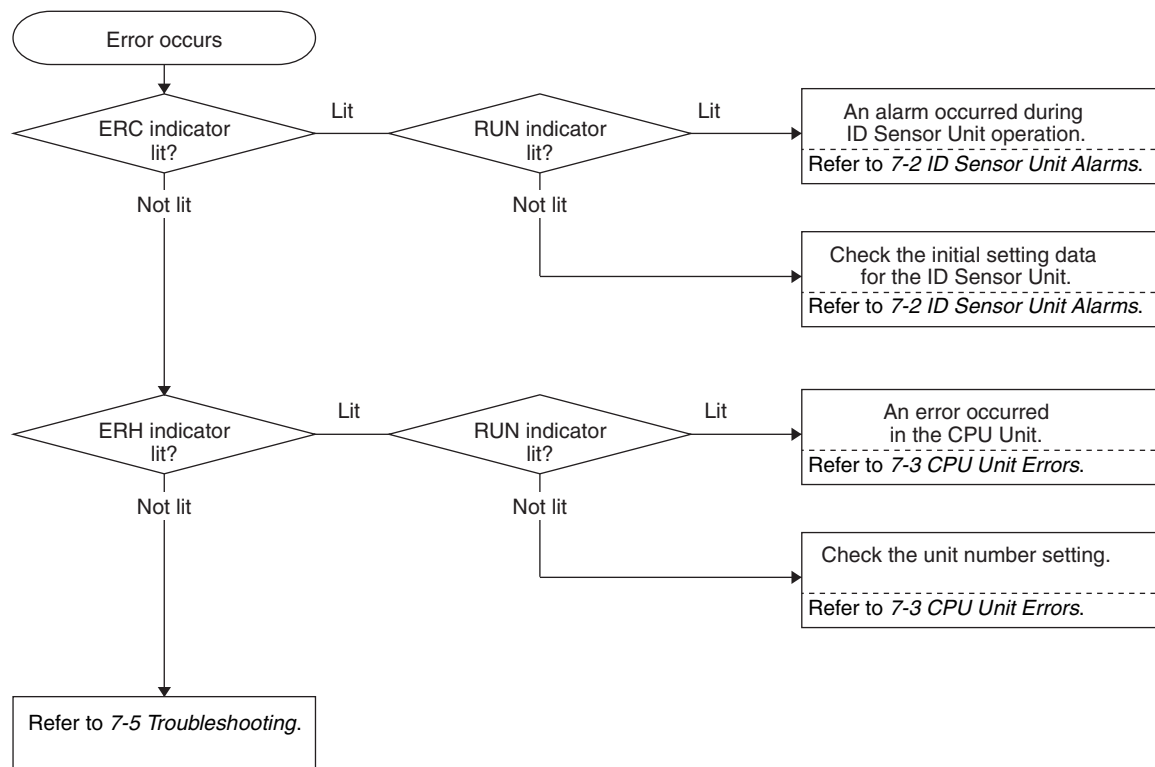 Error occurs
ERC indicator
lit?
Lit
RUN indicator
lit?
Lit
An alarm occurred during
ID Sensor Unit operation.
Refer to 7-2 ID Sensor Unit Alarms.
Not lit
Not lit
Check the initial setting data
for the ID Sensor Unit.
Refer to 7-2 ID Sensor Unit Alarms.
ERH indicator
lit?
Lit
RUN indicator
lit?
Lit
An error occurred
in the CPU Unit.
Refer to 7-3 CPU Unit Errors.
Not lit
Not lit
Check the unit number setting.
Refer to 7-3 CPU Unit Errors.
Refer to 7-5 Troubleshooting.